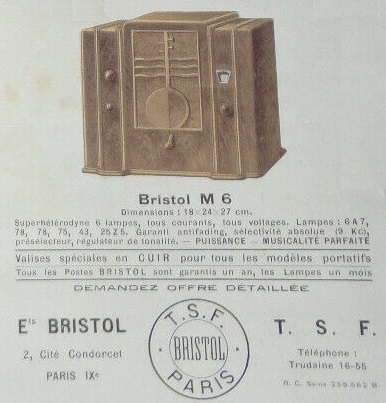 Bristol M 6
Dimensions : 18×24×27 cm.
Superhétérodyne 6 lampes, tous courants, tous voltages. Lampes : 6A7,
78, 78, 75, 43, 25Z5. Garanti antifading, sélectivité absolue (9 Kc),
préselecteur, régulateur de tonalité. — PUISSANCE — MUSICALITÉ PARFAITE
Valises spéciales en CUIR pour tous les modèles portatifs
Tous les Postes BRISTOL sont garantis un an, les Lampes un mois
DEMANDEZ OFFRE DÉTAILLÉE
Ets BRISTOL
2, Cité Condorcet
PARIS IXe
T.S.F.
BRISTOL
PARIS
T. S. F.
Téléphone :
Trudaine 16-55
R. C. Seine